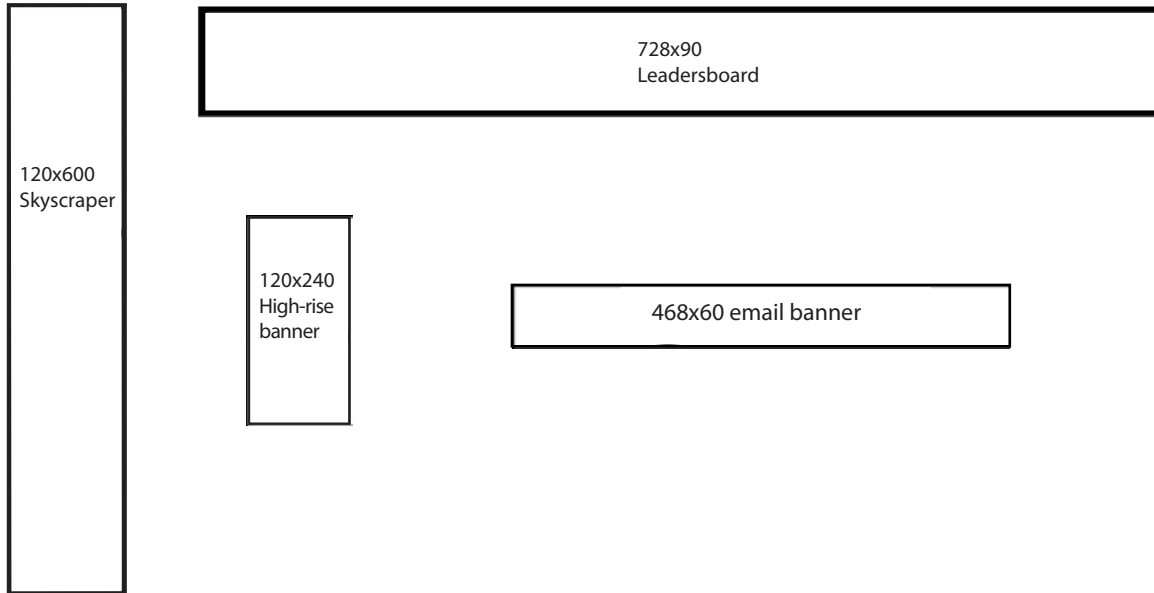 728x90
Leadersboard
120x600
Skyscraper
120x240
High-rise
banner
468x60 email banner